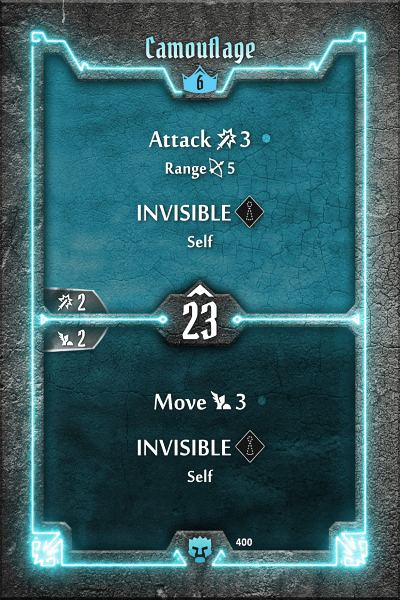 Camouflage
6
Attack 3
Range 5
INVISIBLE
Self
2
23
2
Move 3
INVISIBLE
Self
400